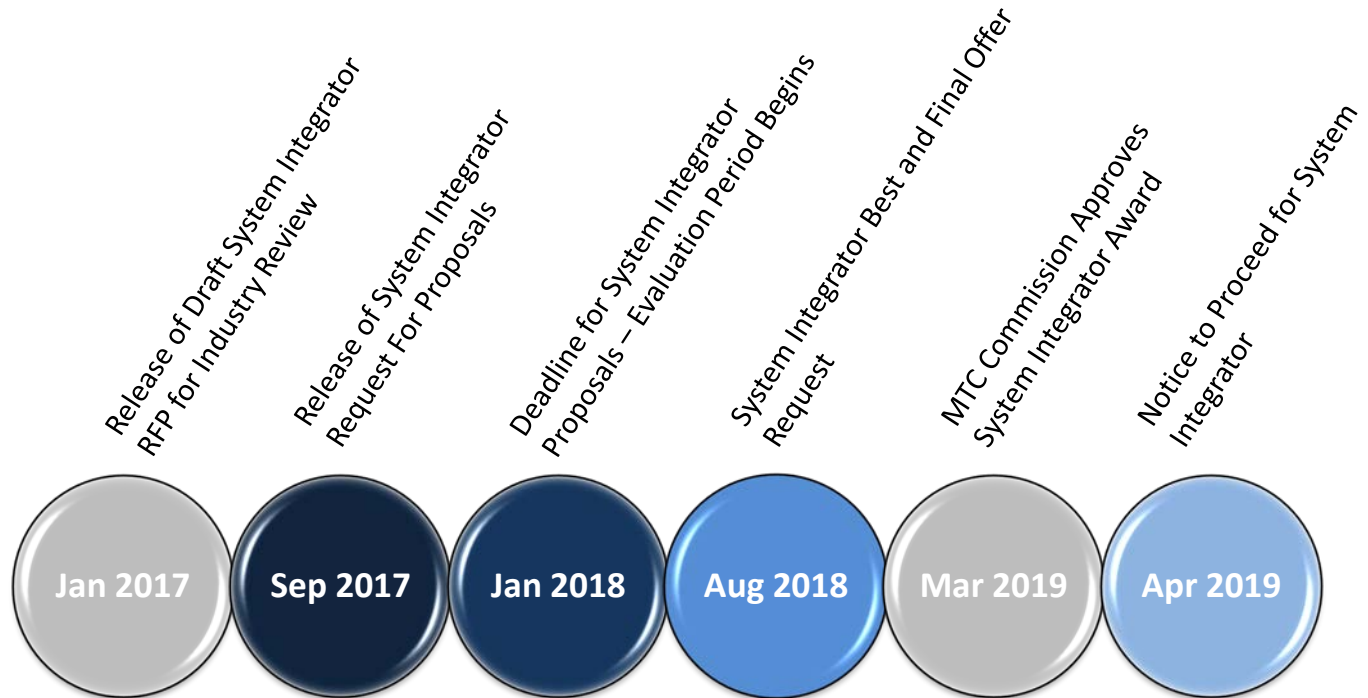 Release of Draft System Integrator
RFP for Industry Review
Release of System Integrator
Request For Proposals
Deadline for System Integrator
Proposals – Evaluation Period Begins
System Integrator Best and Final Offer
Request
MTC Commission Approves
System Integrator Award
Notice to Proceed for System
Integrator
Jan 2017
Sep 2017
Jan 2018
Aug 2018
Mar 2019
Apr 2019